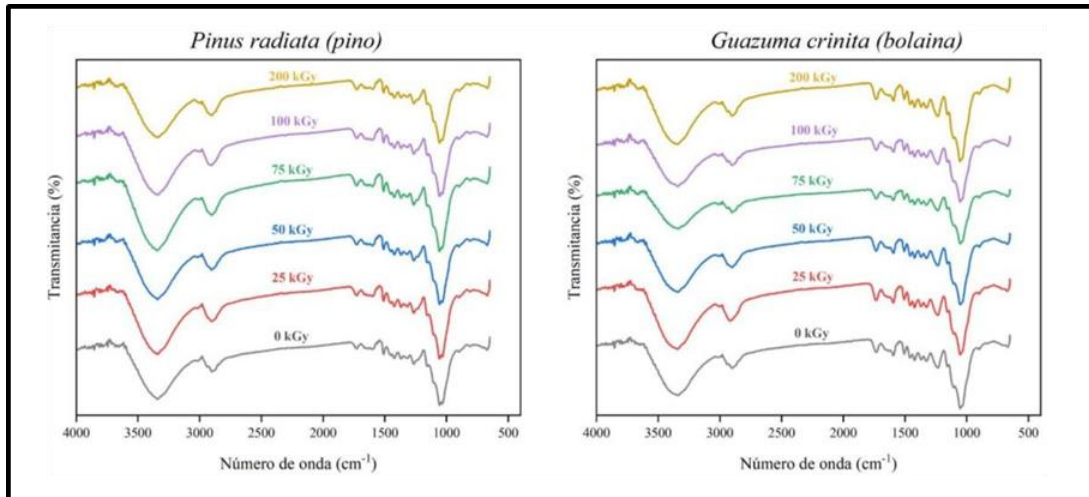 Pinus radiata (pino)
200 kGy
100 kGy
75 kGy
50 kGy
25 kGy
0 kGy
Transmitancia (%)
4000 3500 3000 2500 2000 1500 1000 500
Número de onda (cm⁻¹)
Guazuma crinita (bolaina)
200 kGy
100 kGy
75 kGy
50 kGy
25 kGy
0 kGy
Transmitancia (%)
4000 3500 3000 2500 2000 1500 1000 500
Número de onda (cm⁻¹)